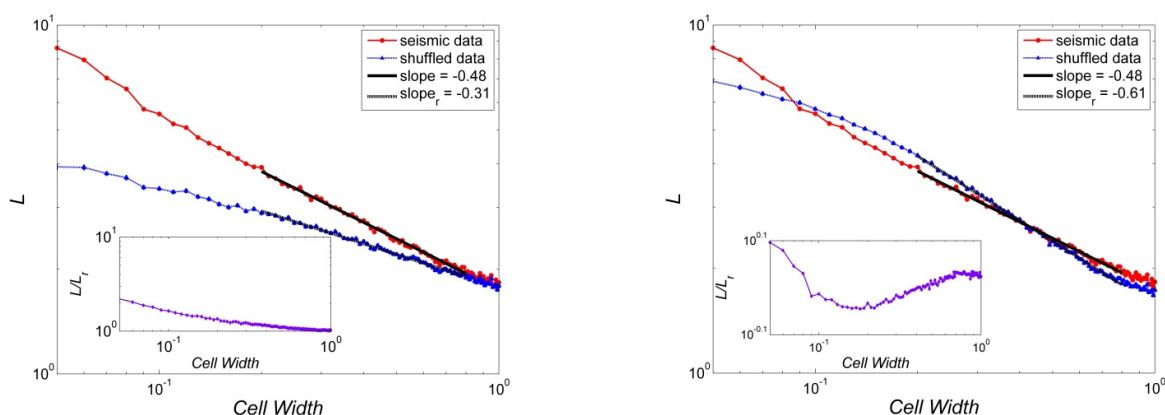 10^1
seismic data
shuffled data
slope = -0.48
slope_r = -0.31
L
10^1
L/L_r
10^0
10^-1
10^0
Cell Width
10^0
10^-1
10^0
Cell Width
10^1
seismic data
shuffled data
slope = -0.48
slope_r = -0.61
L
10^0.1
L/L_r
10^-0.1
10^-1
10^0
Cell Width
10^0
10^-1
10^0
Cell Width